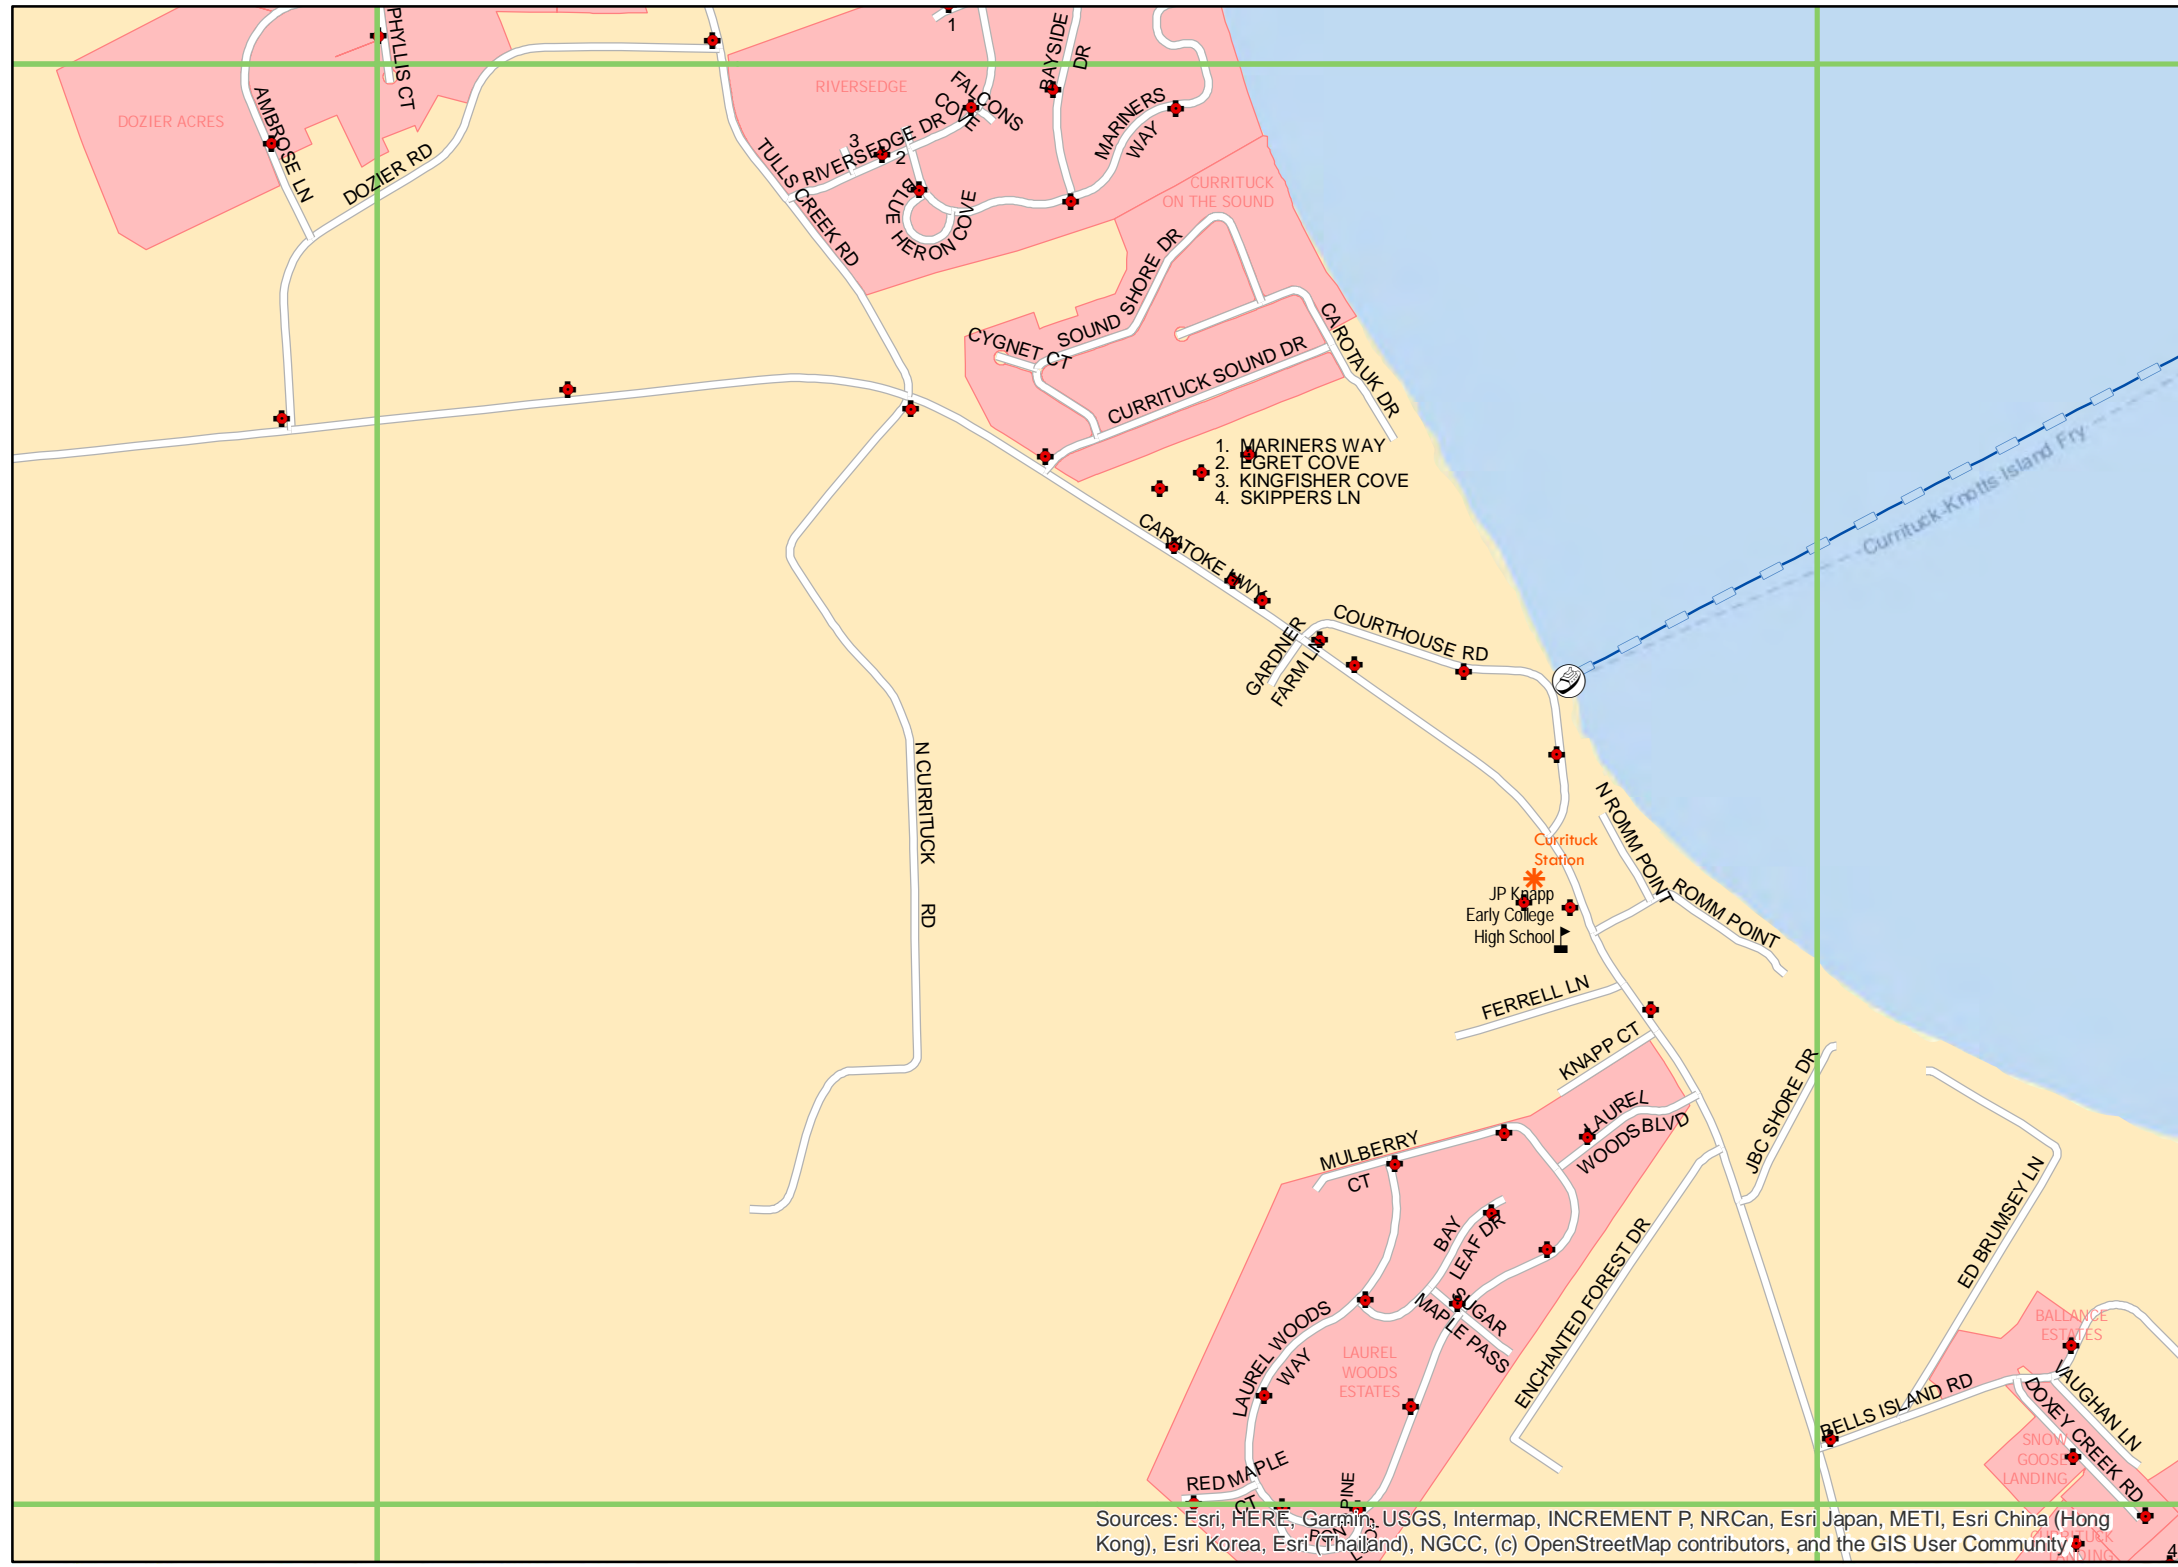 PHYLLIS CT
1
BAYSIDE
DR
RIVERSEDGE
FALCONS
COVE
DOZIER ACRES
AMBROSE LN
DOZIER RD
TULLS CREEK RD
3
RIVERSEDGE DR
2
MARINERS
WAY
BLUE
HERON COVE
CURRITUCK
ON THE SOUND
SOUND SHORE DR
CYGNET CT
CURRITUCK SOUND DR
CAROTAUK DR
1. MARINERS WAY
2. EGRET COVE
3. KINGFISHER COVE
4. SKIPPERS LN
Currituck-Knotts-Island Fry
CARATOKE HWY
GARDNER
FARM LN
COURTHOUSE RD
N CURRITUCK RD
N ROMM POINT
ROMM POINT
Currituck
Station
JP Knapp
Early College
High School
FERRELL LN
KNAPP CT
LAUREL
WOODS BLVD
JBC SHORE DR
MULBERRY
CT
BAY
LEAF DR
ED BRUMSEY LN
ENCHANTED FOREST DR
SUGAR
MAPLE PASS
LAUREL WOODS
WAY
LAUREL
WOODS
ESTATES
BALLANCE
ESTATES
BELLS ISLAND RD
VAUGHAN LN
DOXEY CREEK RD
SNOW
GOOSE
LANDING
RED MAPLE
CT
PINE
CURRITUCK
LANDING
4
Sources: Esri, HERE, Garmin, USGS, Intermap, INCREMENT P, NRCan, Esri Japan, METI, Esri China (Hong
Kong), Esri Korea, Esri (Thailand), NGCC, (c) OpenStreetMap contributors, and the GIS User Community